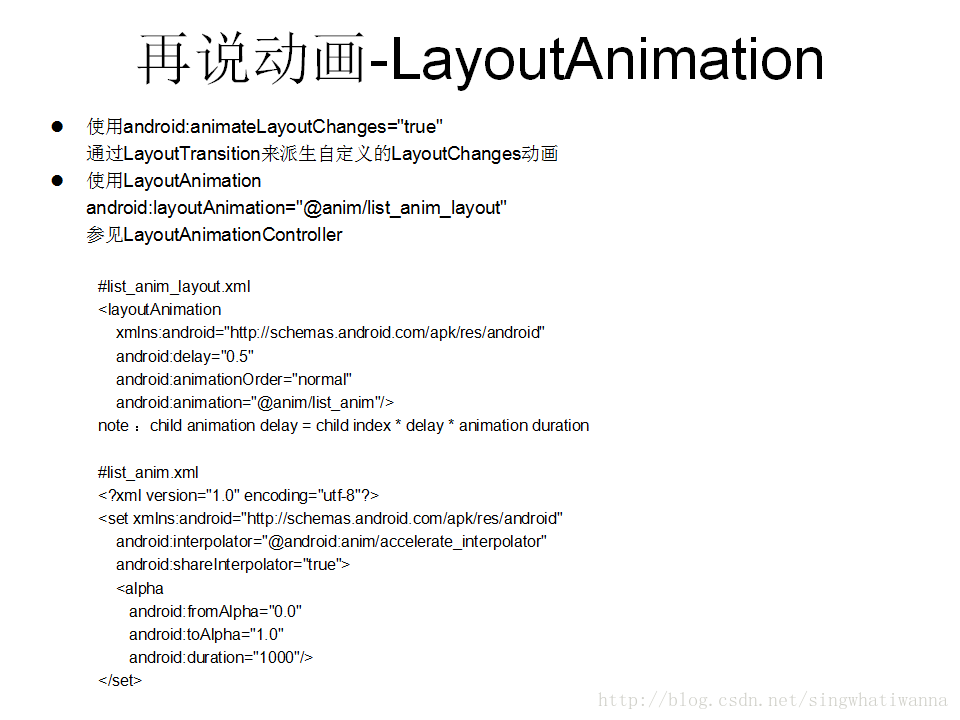 再说动画-LayoutAnimation
● 使用android:animateLayoutChanges="true"
通过LayoutTransition来派生自定义的LayoutChanges动画
● 使用LayoutAnimation
android:layoutAnimation="@anim/list_anim_layout"
参见LayoutAnimationController
#list_anim_layout.xml
<layoutAnimation
xmlns:android="http://schemas.android.com/apk/res/android"
android:delay="0.5"
android:animationOrder="normal"
android:animation="@anim/list_anim"/>
note ：child animation delay = child index * delay * animation duration
#list_anim.xml
<?xml version="1.0" encoding="utf-8"?>
<set xmlns:android="http://schemas.android.com/apk/res/android"
android:interpolator="@android:anim/accelerate_interpolator"
android:shareInterpolator="true">
<alpha
android:fromAlpha="0.0"
android:toAlpha="1.0"
android:duration="1000"/>
</set>
http://blog.csdn.net/singwhatiwanna